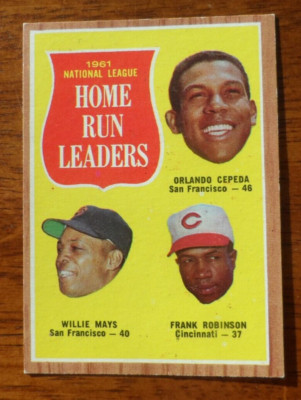 1961
NATIONAL LEAGUE
HOME
RUN
LEADERS
ORLANDO CEPEDA
San Francisco — 46
WILLIE MAYS
San Francisco — 40
FRANK ROBINSON
Cincinnati — 37
C